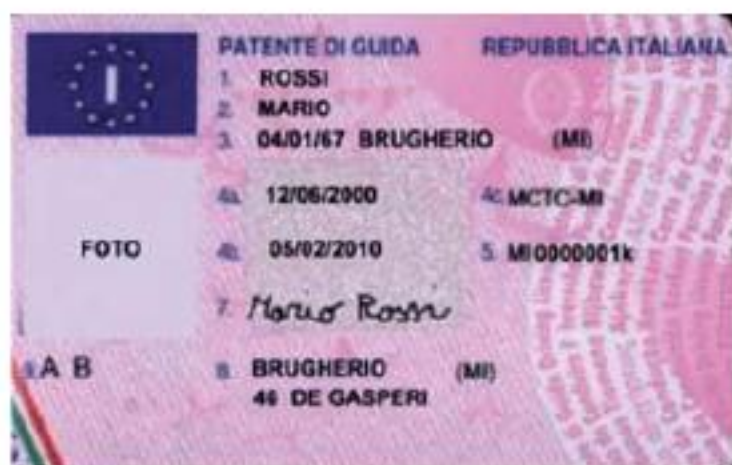 I
PATENTE DI GUIDA REPUBBLICA ITALIANA
1. ROSSI
2. MARIO
3. 04/01/67 BRUGHERIO (MI)
4a. 12/06/2000 4c. MCTC-MI
4b. 05/02/2010 5. MI0000001k
FOTO
7. Mario Rossi
9. A B
8. BRUGHERIO (MI)
46 DE GASPERI